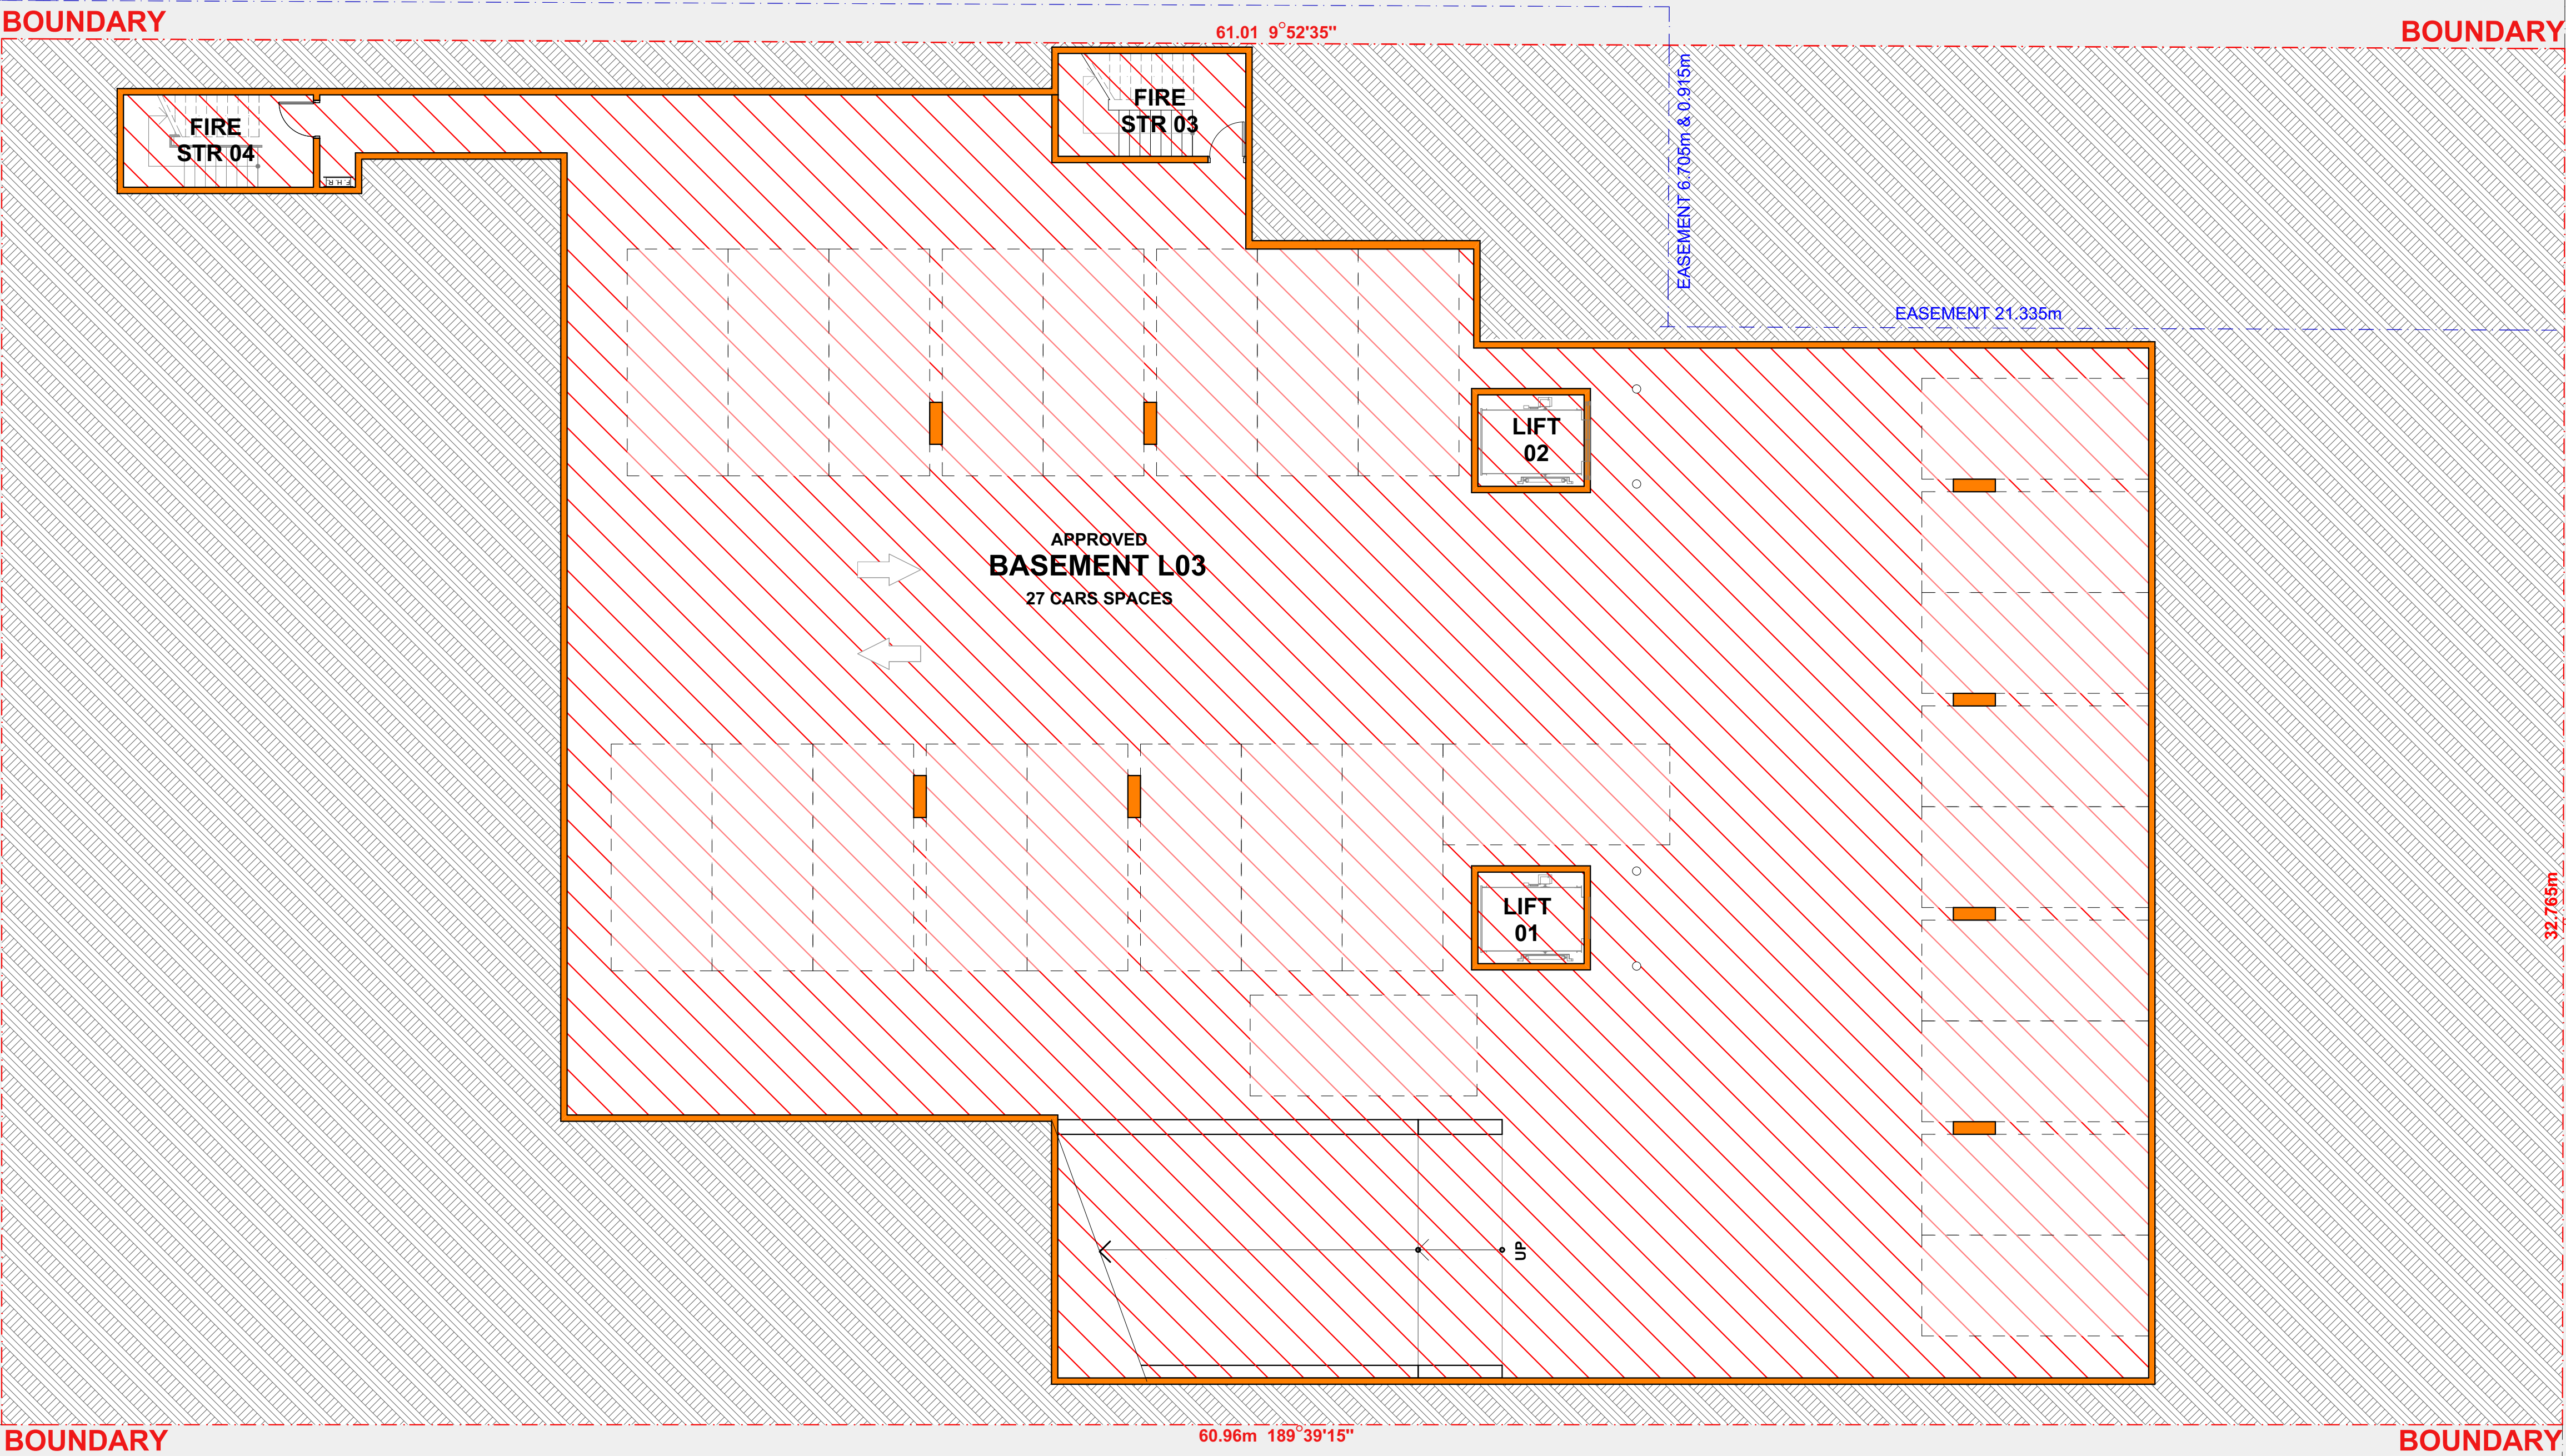 BOUNDARY
61.01 9°52'35"
BOUNDARY
EASEMENT 6.705m & 0.915m
FIRE
STR 03
FIRE
STR 04
F.H.R
EASEMENT 21.335m
LIFT
02
APPROVED
BASEMENT L03
27 CARS SPACES
LIFT
01
32.765m
UP
BOUNDARY
60.96m 189°39'15"
BOUNDARY